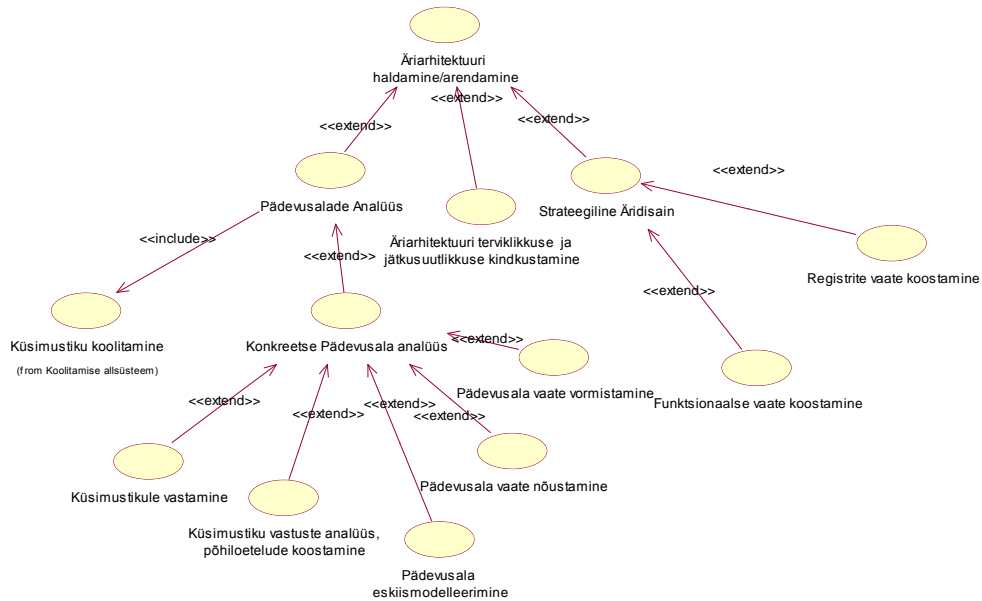 Äriarhitektuuri
haldamine/arendamine
<<extend>>
<<extend>>
<<extend>>
<<extend>>
Pädevusalade Analüüs
Strateegiline Äridisain
<<include>>
<<extend>>
Äriarhitektuuri terviklikkuse ja
jätkusuutlikkuse kindkustamine
Registrite vaate koostamine
<<extend>>
Küsimustiku koolitamine
(from Koolitamise allsüsteem)
Konkreetse Pädevusala analüüs
<<extend>>
Pädevusala vaate vormistamine
Funktsionaalse vaate koostamine
<<extend>>
<<extend>>
<<extend>>
<<extend>>
Küsimustikule vastamine
Pädevusala vaate nõustamine
Küsimustiku vastuste analüüs,
põhiloetelude koostamine
Pädevusala
eskiismodelleerimine